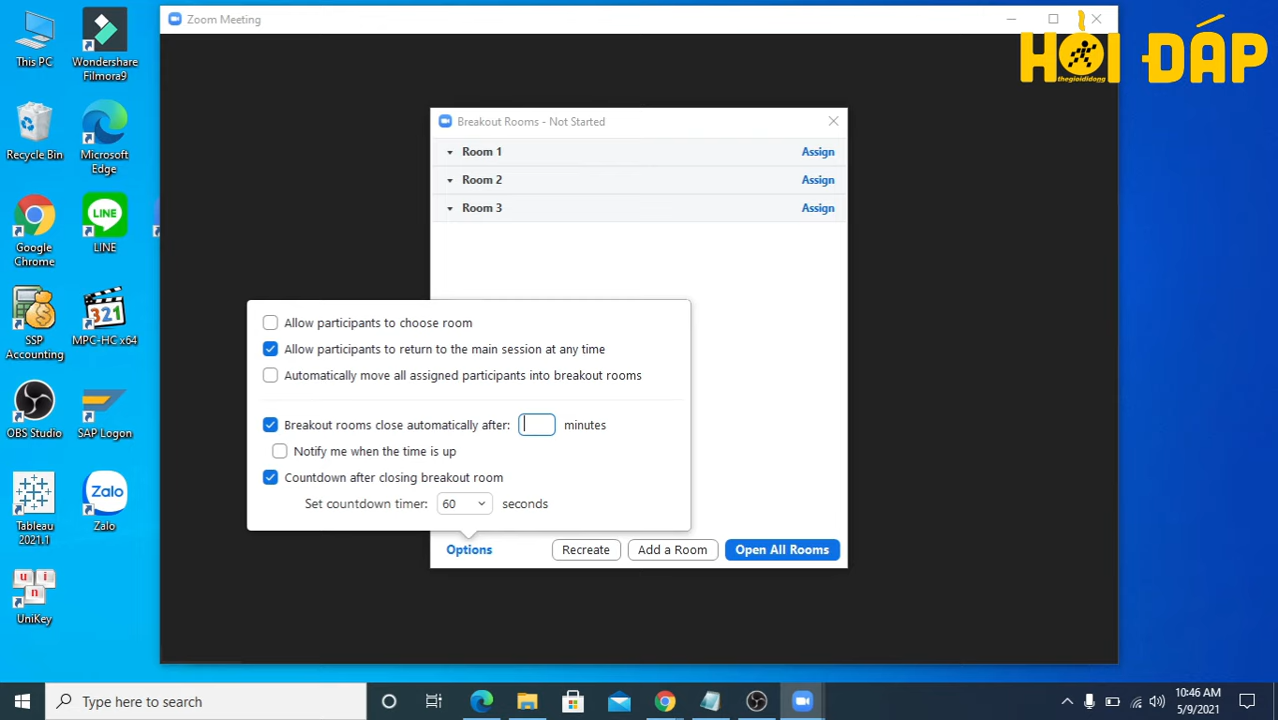 Zoom Meeting
HỎI ĐÁP
thegioididong
This PC
Wondershare
Filmora9
Recycle Bin
Microsoft
Edge
Google
Chrome
LINE
SSP
Accounting
321
MPC-HC x64
OBS Studio
SAP Logon
Tableau
2021.1
Zalo
Zalo
u i
n
UniKey
Breakout Rooms - Not Started
Room 1
Assign
Room 2
Assign
Room 3
Assign
Allow participants to choose room
Allow participants to return to the main session at any time
Automatically move all assigned participants into breakout rooms
Breakout rooms close automatically after: minutes
Notify me when the time is up
Countdown after closing breakout room
Set countdown timer: 60 seconds
Options
Recreate
Add a Room
Open All Rooms
Type here to search
10:46 AM
5/9/2021